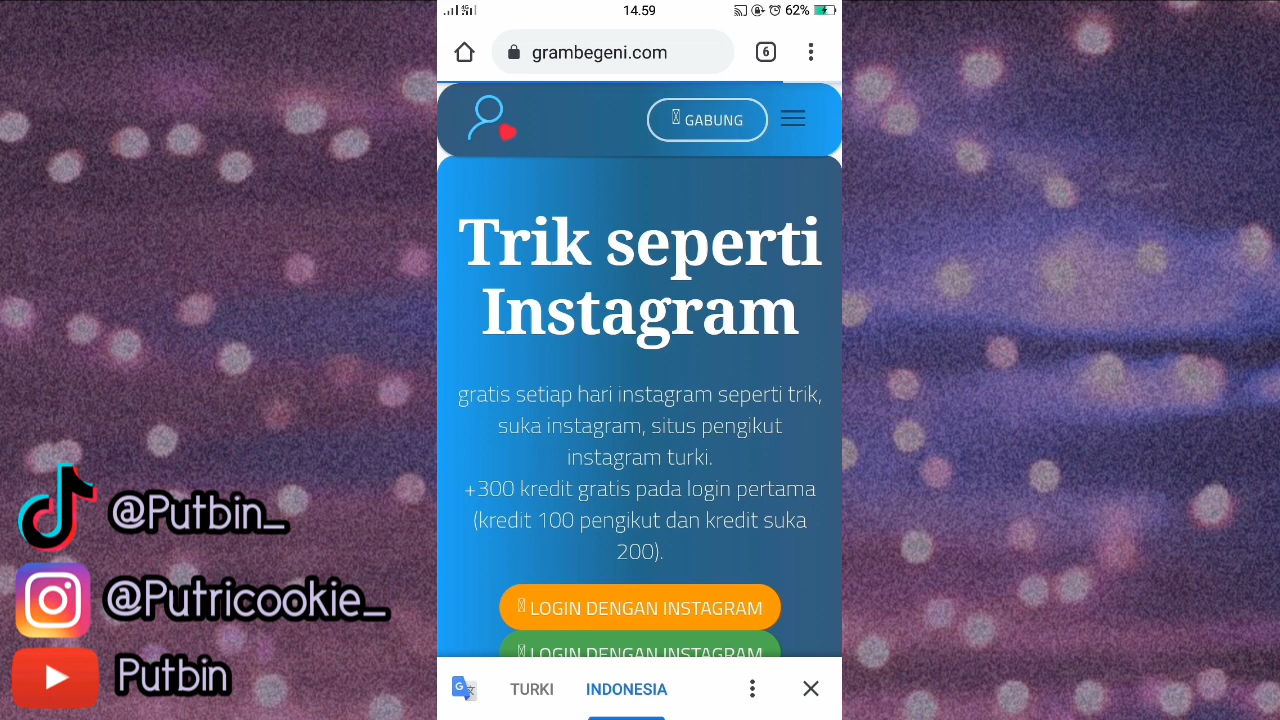 14.59
62%
grambegeni.com
6
GABUNG
Trik seperti
Instagram
gratis setiap hari instagram seperti trik,
suka instagram, situs pengikut
instagram turki.
+300 kredit gratis pada login pertama
(kredit 100 pengikut dan kredit suka
200).
LOGIN DENGAN INSTAGRAM
LOGIN DENGAN INSTAGRAM
TURKI
INDONESIA
@Putbin_
@Putricookie_
Putbin